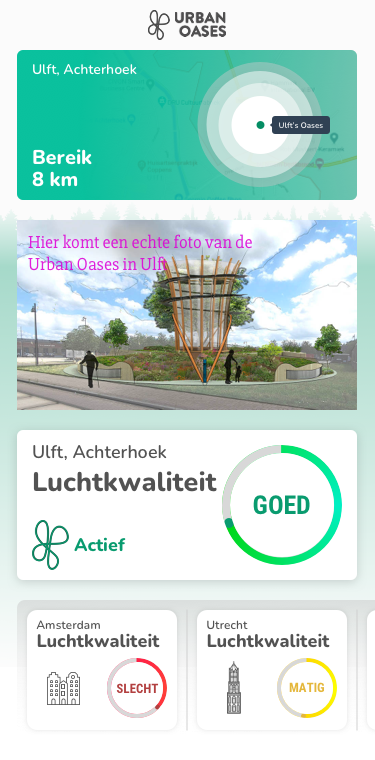 URBAN
OASES
Ulft, Achterhoek
Ulft's Oases
Bereik
8 km
Hier komt een echte foto van de
Urban Oases in Ulft
Ulft, Achterhoek
Luchtkwaliteit
GOED
Actief
Amsterdam
Luchtkwaliteit
SLECHT
Utrecht
Luchtkwaliteit
MATIG